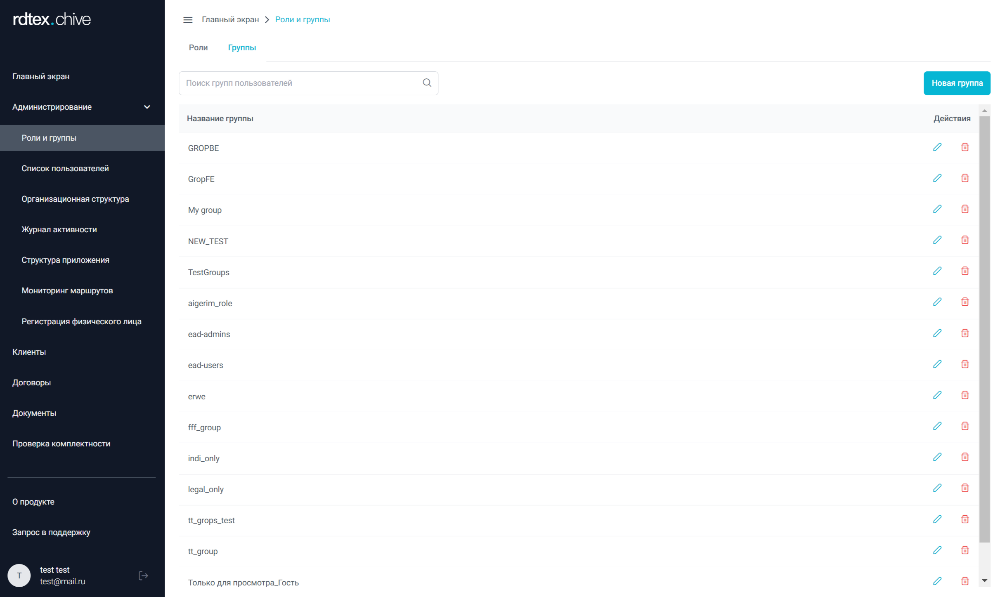 rdtex.chive
Главный экран
Администрирование
Роли и группы
Список пользователей
Организационная структура
Журнал активности
Структура приложения
Мониторинг маршрутов
Регистрация физического лица
Клиенты
Договоры
Документы
Проверка комплектности
О продукте
Запрос в поддержку
T
test test
test@mail.ru
Главный экран > Роли и группы
Роли Группы
Поиск групп пользователей
Новая группа
Название группы Действия
GROPBE
GropFE
My group
NEW_TEST
TestGroups
aigerim_role
ead-admins
ead-users
erwe
fff_group
indi_only
legal_only
tt_grops_test
tt_group
Только для просмотра_Гость